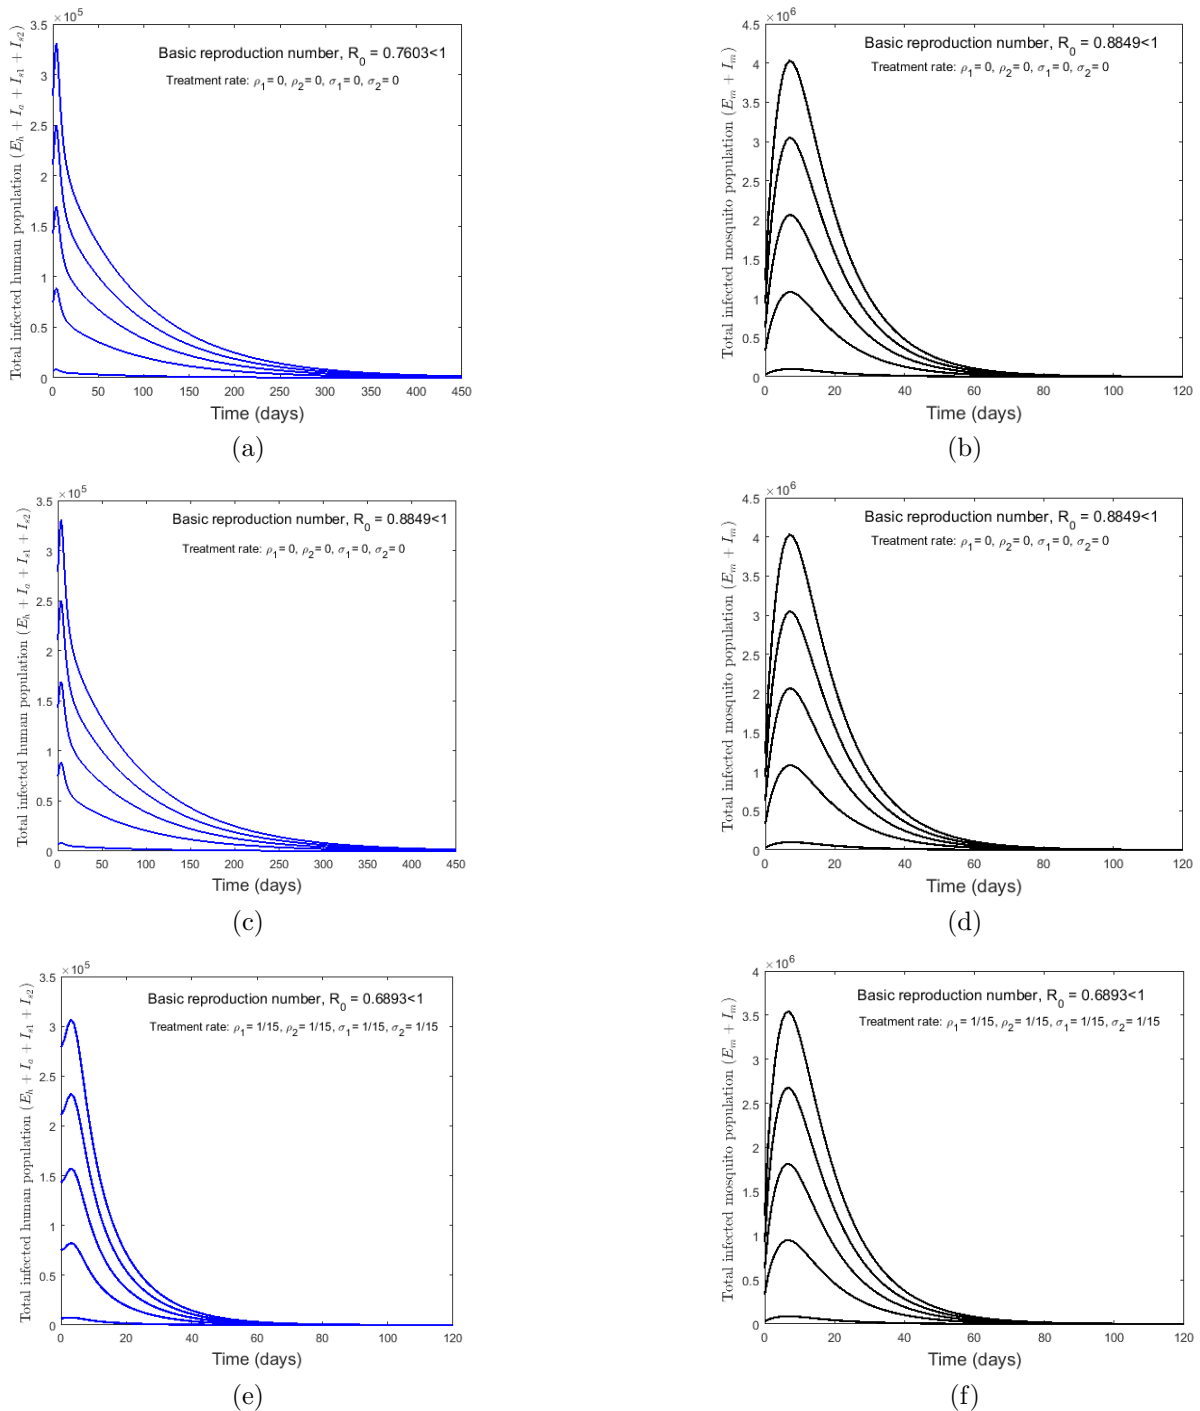 ×10^5
Basic reproduction number, R_0 = 0.7603<1
Treatment rate: ρ_1= 0, ρ_2= 0, σ_1= 0, σ_2= 0
Total infected human population (E_h + I_a + I_{s1} + I_{s2})
3.5
3
2.5
2
1.5
1
0.5
0
0 50 100 150 200 250 300 350 400 450
Time (days)
(a)
×10^6
Basic reproduction number, R_0 = 0.8849<1
Treatment rate: ρ_1= 0, ρ_2= 0, σ_1= 0, σ_2= 0
Total infected mosquito population (E_m + I_m)
4.5
4
3.5
3
2.5
2
1.5
1
0.5
0
0 20 40 60 80 100 120
Time (days)
(b)
×10^5
Basic reproduction number, R_0 = 0.8849<1
Treatment rate: ρ_1= 0, ρ_2= 0, σ_1= 0, σ_2= 0
Total infected human population (E_h + I_a + I_{s1} + I_{s2})
3.5
3
2.5
2
1.5
1
0.5
0
0 50 100 150 200 250 300 350 400 450
Time (days)
(c)
×10^6
Basic reproduction number, R_0 = 0.8849<1
Treatment rate: ρ_1= 0, ρ_2= 0, σ_1= 0, σ_2= 0
Total infected mosquito population (E_m + I_m)
4.5
4
3.5
3
2.5
2
1.5
1
0.5
0
0 20 40 60 80 100 120
Time (days)
(d)
×10^5
Basic reproduction number, R_0 = 0.6893<1
Treatment rate: ρ_1= 1/15, ρ_2= 1/15, σ_1= 1/15, σ_2= 1/15
Total infected human population (E_h + I_a + I_{s1} + I_{s2})
3.5
3
2.5
2
1.5
1
0.5
0
0 20 40 60 80 100 120
Time (days)
(e)
×10^6
Basic reproduction number, R_0 = 0.6893<1
Treatment rate: ρ_1= 1/15, ρ_2= 1/15, σ_1= 1/15, σ_2= 1/15
Total infected mosquito population (E_m + I_m)
4
3.5
3
2.5
2
1.5
1
0.5
0
0 20 40 60 80 100 120
Time (days)
(f)